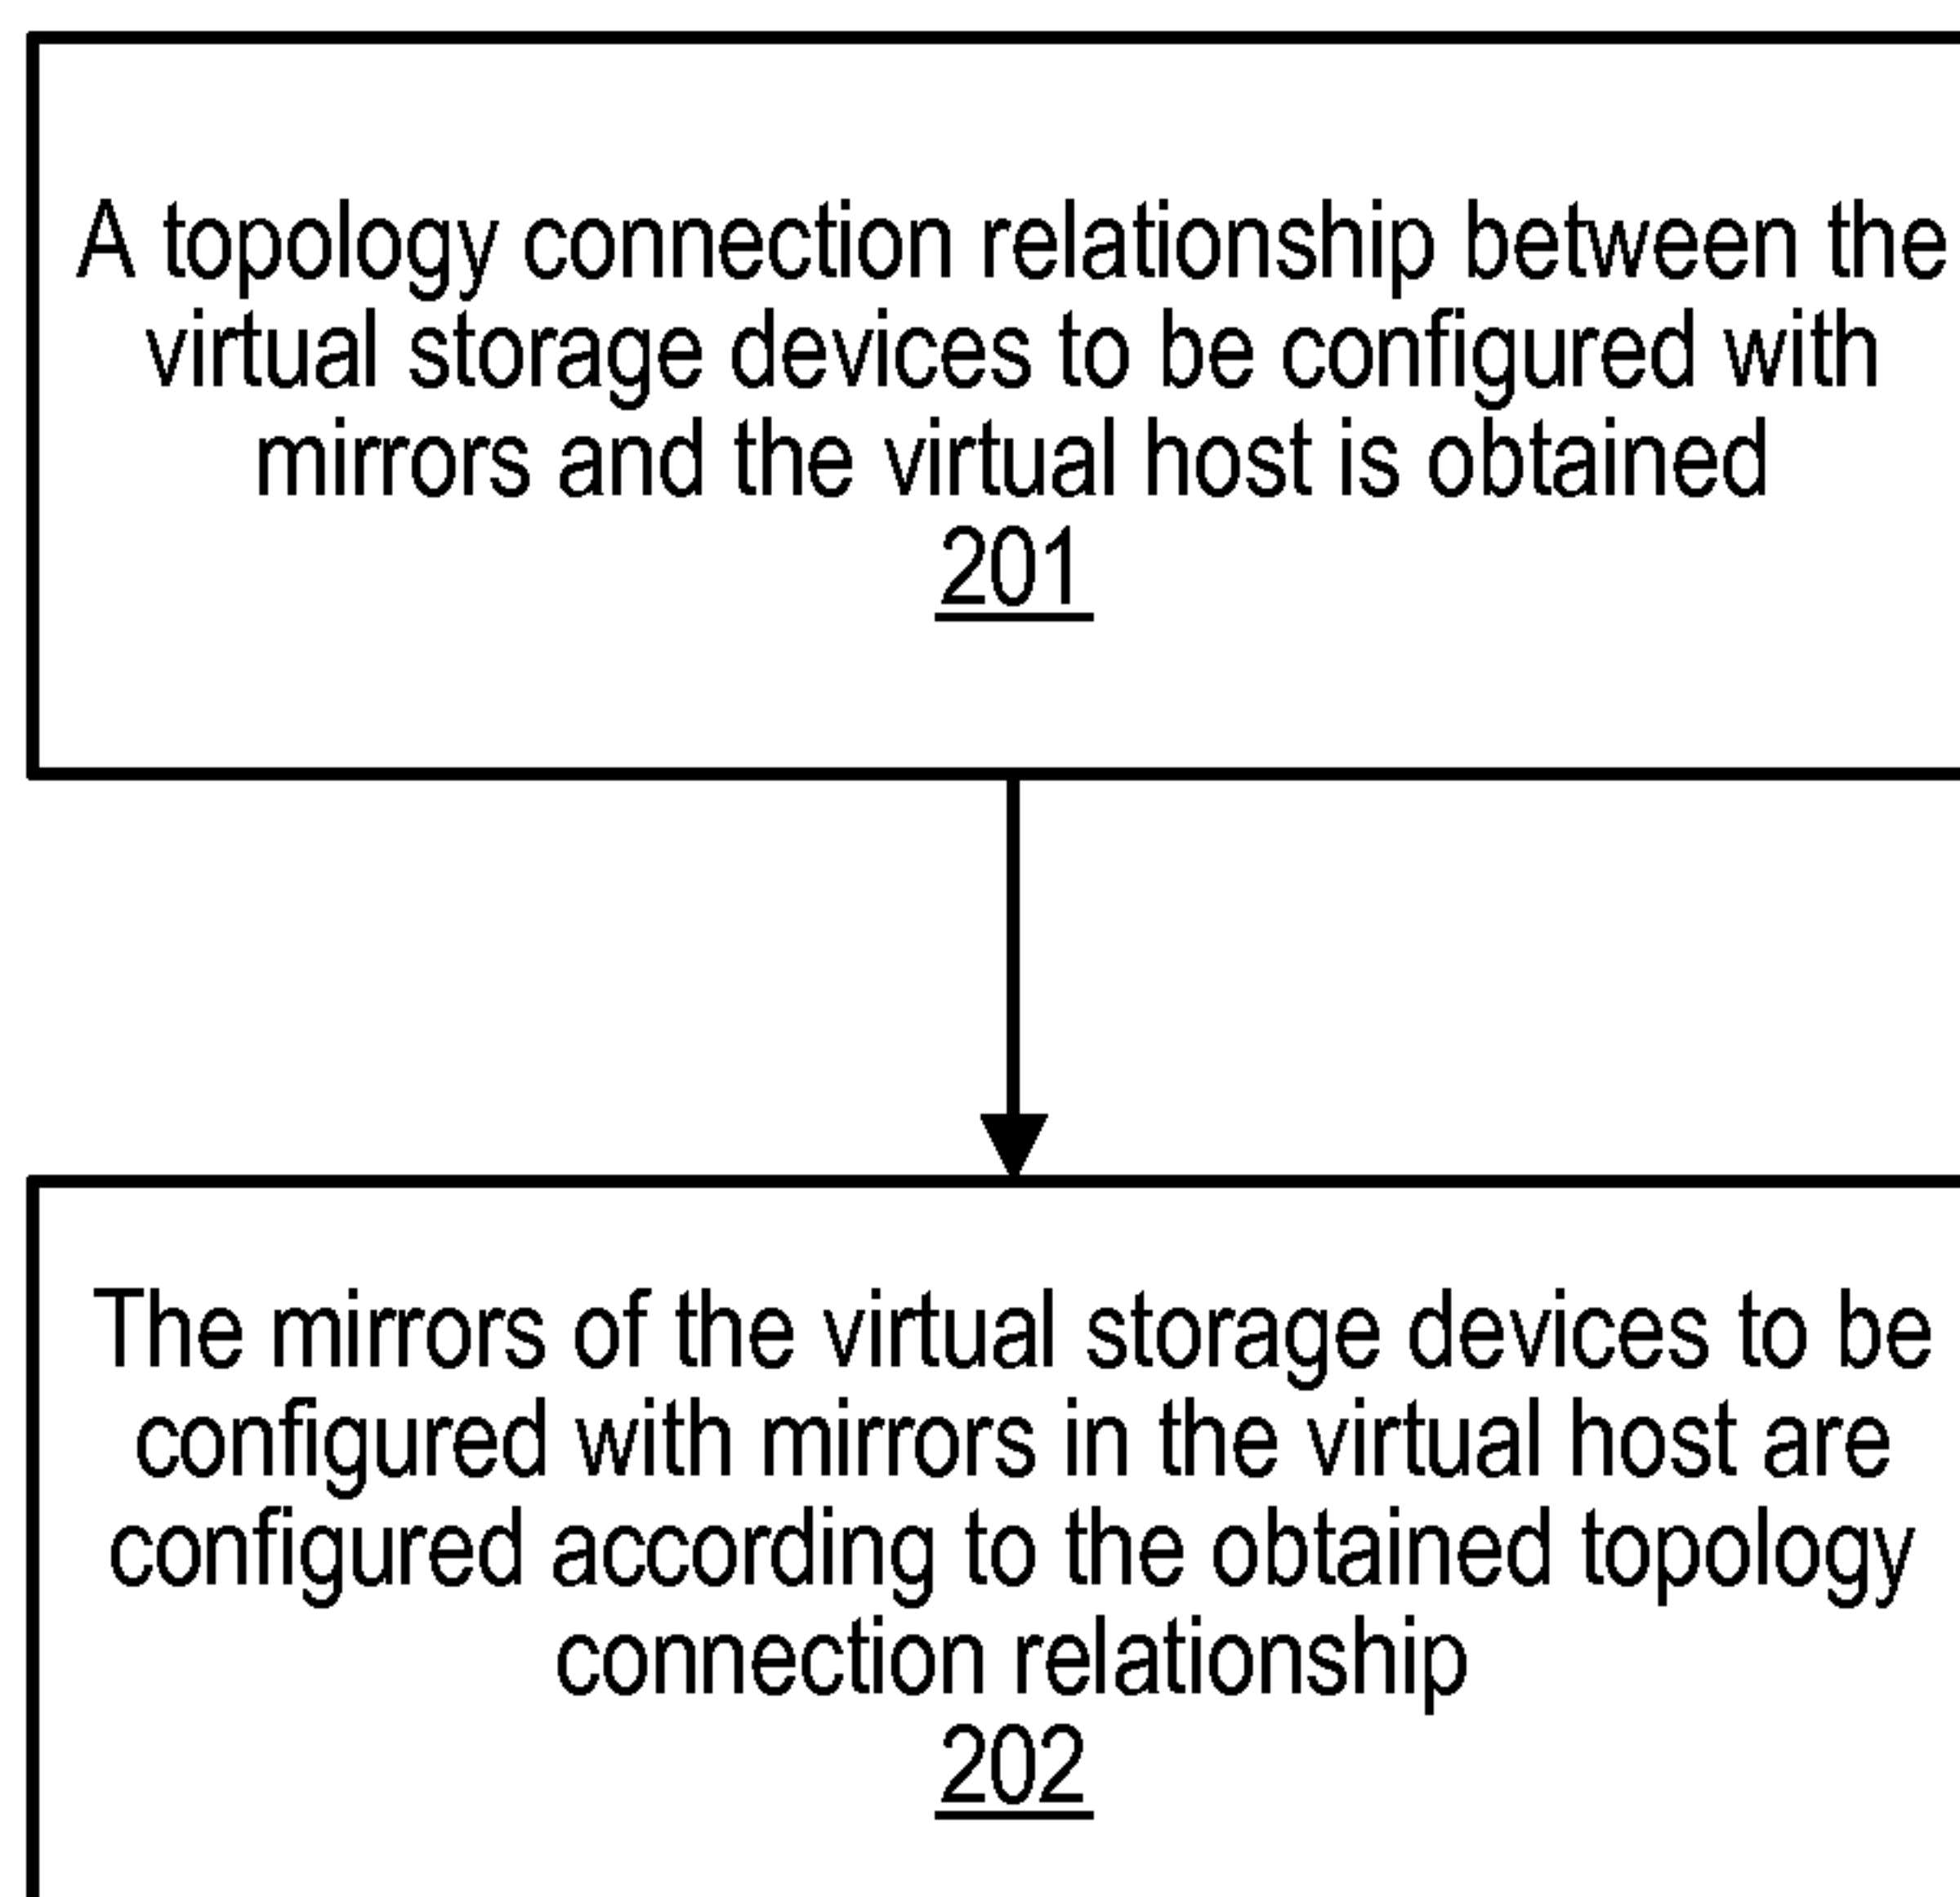 A topology connection relationship between the
virtual storage devices to be configured with
mirrors and the virtual host is obtained
201
The mirrors of the virtual storage devices to be
configured with mirrors in the virtual host are
configured according to the obtained topology
connection relationship
202